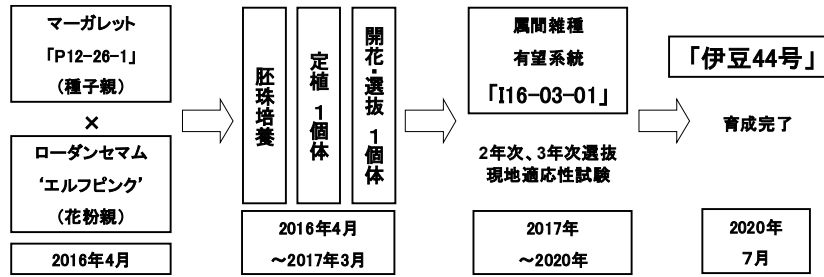 マーガレット
「P12-26-1」
(種子親)
×
ローダンセマム
‘エルフピンク’
(花粉親)
2016年4月
胚珠培養
定植 1個体
開花・選抜 1個体
2016年4月
～2017年3月
属間雑種
有望系統
「I16-03-01」
2年次、3年次選抜
現地適応性試験
2017年
～2020年
「伊豆44号」
育成完了
2020年
7月